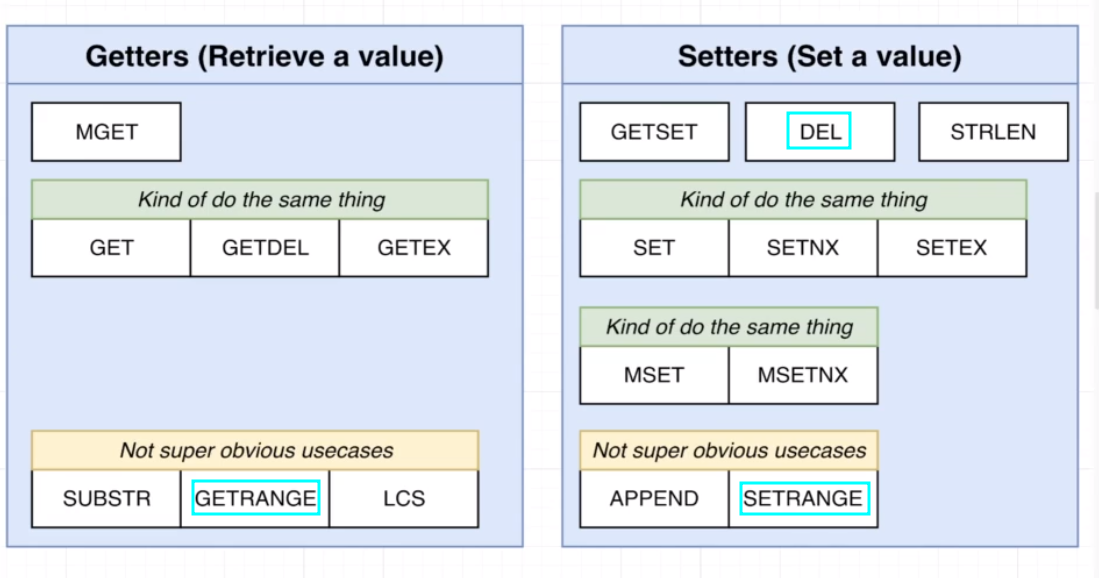 Getters (Retrieve a value)
MGET
Kind of do the same thing
GET
GETDEL
GETEX
Not super obvious usecases
SUBSTR
GETRANGE
LCS
Setters (Set a value)
GETSET
DEL
STRLEN
Kind of do the same thing
SET
SETNX
SETEX
Kind of do the same thing
MSET
MSETNX
Not super obvious usecases
APPEND
SETRANGE